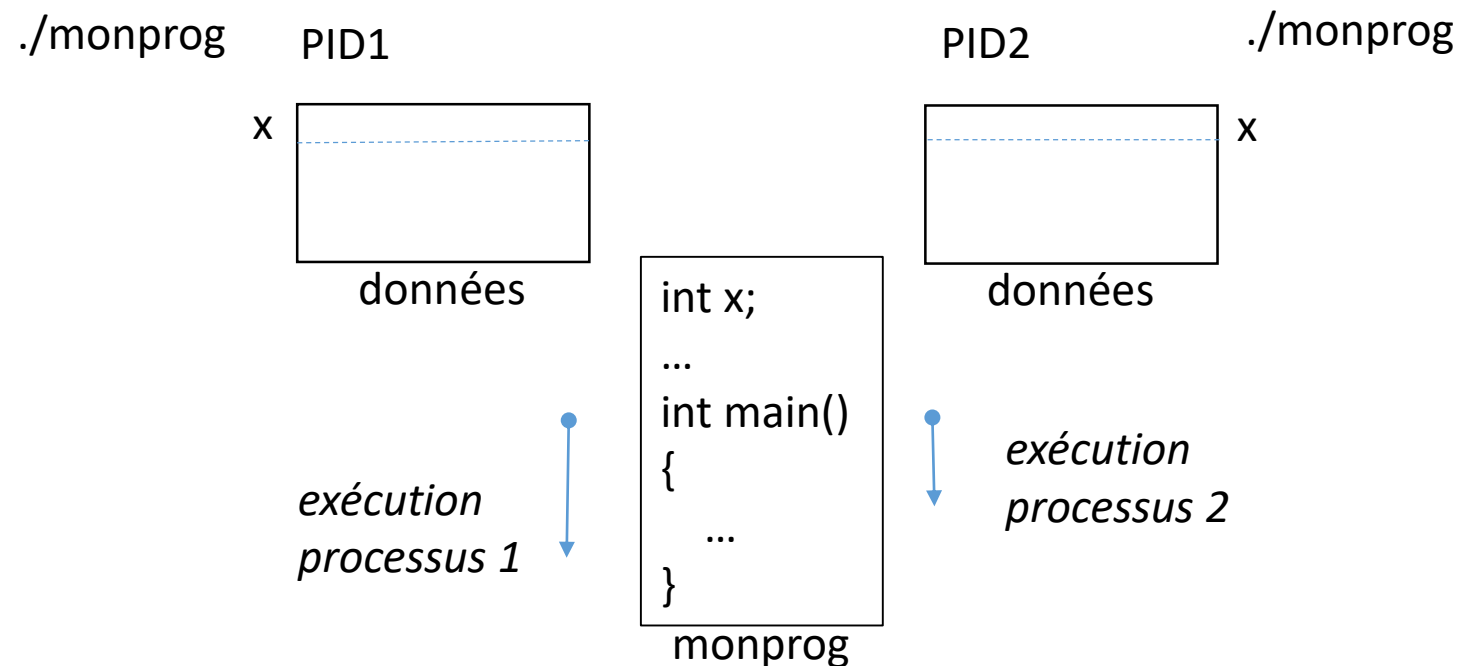 ./monprog
PID1
PID2
./monprog
x
x
données
données
int x;
...
int main()
{
...
}
monprog
exécution
processus 1
exécution
processus 2